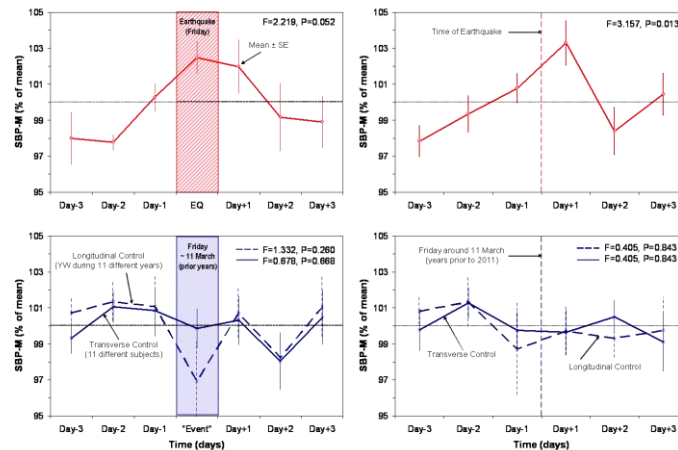 105
103
101
99
97
95
SBP-M (% of mean)
Earthquake
(Friday)
F=2.219, P=0.052
Mean ± SE
Day-3 Day-2 Day-1 EQ Day+1 Day+2 Day+3
105
103
101
99
97
95
SBP-M (% of mean)
Time of Earthquake
F=3.157, P=0.013
Day-3 Day-2 Day-1 Day+1 Day+2 Day+3
105
103
101
99
97
95
SBP-M (% of mean)
Longitudinal Control
(YW during 11 different years)
Friday
~ 11 March
(prior years)
F=1.332, P=0.260
F=0.678, P=0.668
Transverse Control
(11 different subjects)
Day-3 Day-2 Day-1 "Event" Day+1 Day+2 Day+3
Time (days)
105
103
101
99
97
95
SBP-M (% of mean)
Friday around 11 March
(years prior to 2011)
F=0.405, P=0.843
F=0.405, P=0.843
Transverse Control
Longitudinal Control
Day-3 Day-2 Day-1 Day+1 Day+2 Day+3
Time (days)